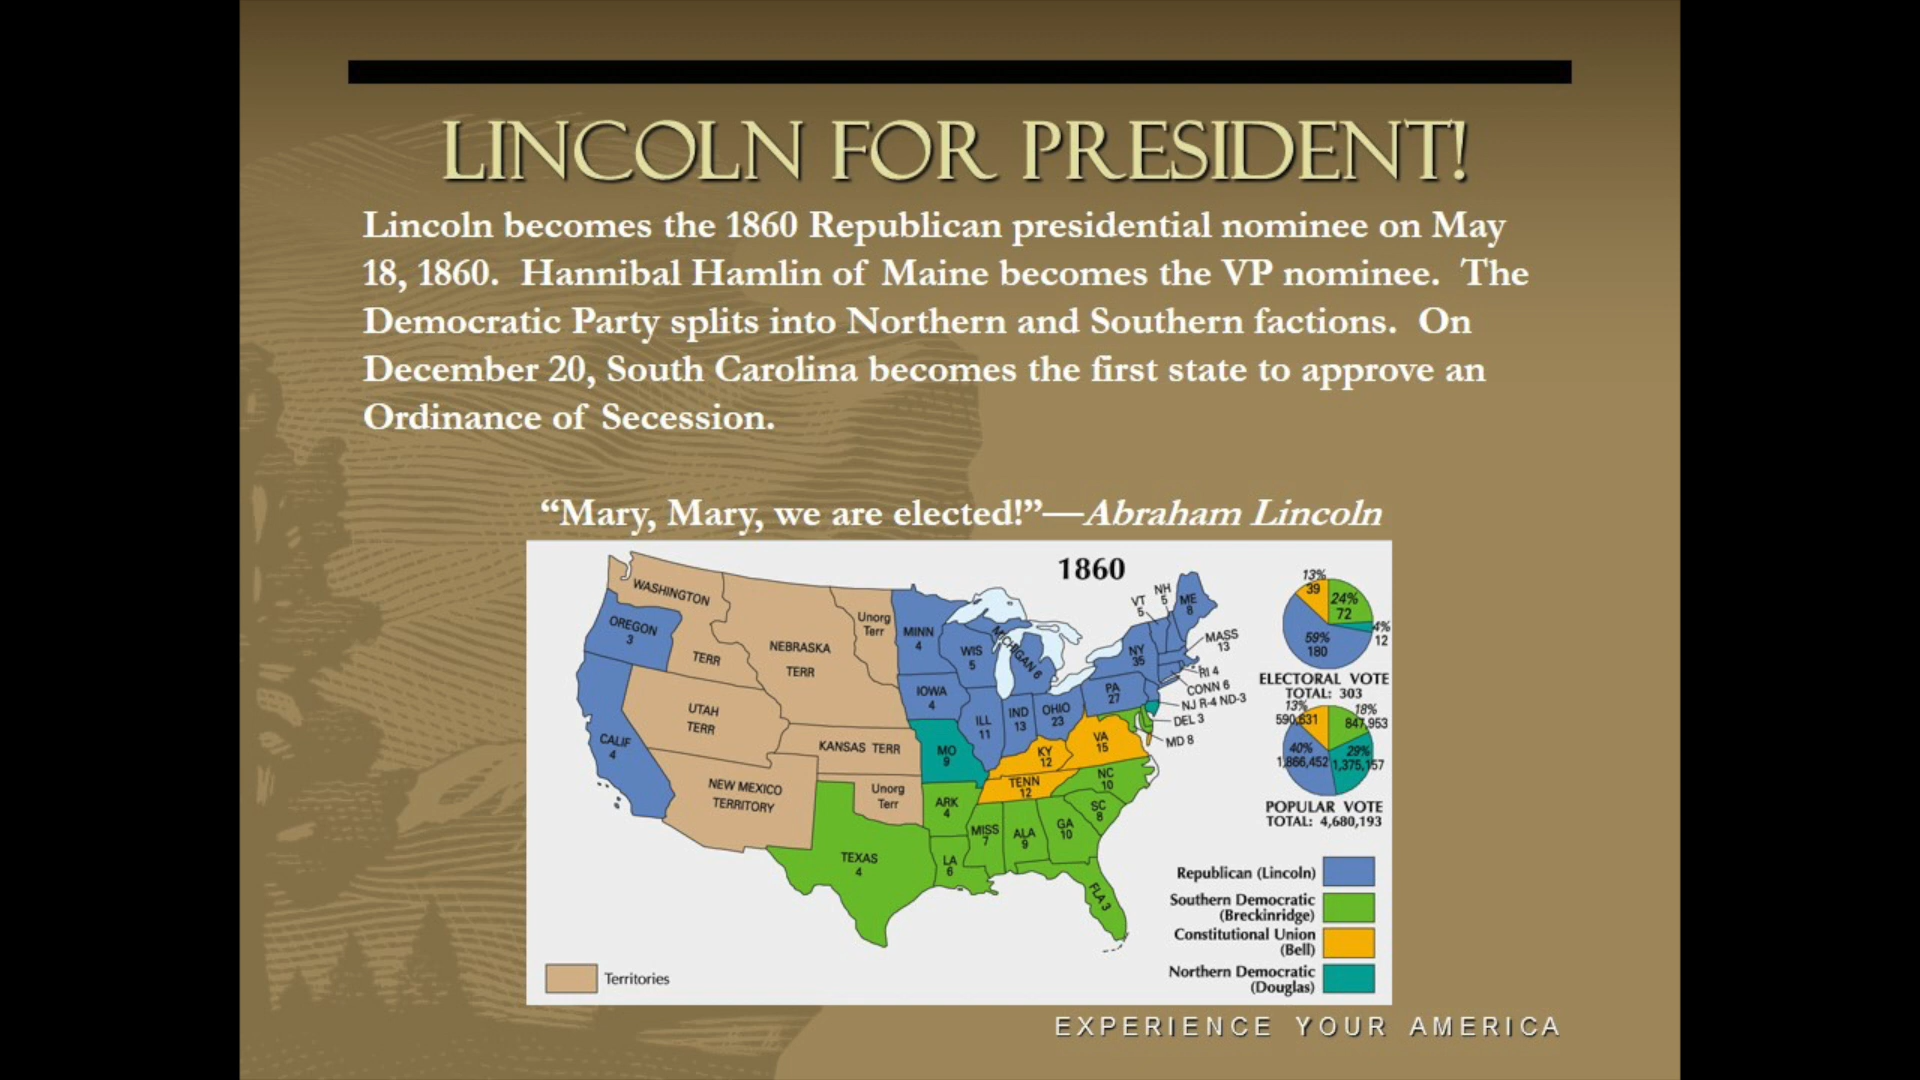 LINCOLN FOR PRESIDENT!
Lincoln becomes the 1860 Republican presidential nominee on May
18, 1860.  Hannibal Hamlin of Maine becomes the VP nominee.  The
Democratic Party splits into Northern and Southern factions.  On
December 20, South Carolina becomes the first state to approve an
Ordinance of Secession.
“Mary, Mary, we are elected!”—Abraham Lincoln
1860
WASHINGTON
TERR
OREGON
3
CALIF
4
NEBRASKA
TERR
Unorg
Terr
UTAH
TERR
KANSAS TERR
NEW MEXICO
TERRITORY
Unorg
Terr
TEXAS
4
MINN
4
WIS
5
MICHIGAN 6
IOWA
4
ILL
11
IND
13
OHIO
23
MO
9
KY
12
TENN
12
ARK
4
LA
6
MISS
7
ALA
9
GA
10
FLA 3
SC
8
NC
10
VA
15
PA
27
NY
35
VT
5
NH
5
ME
8
MASS
13
RI 4
CONN 6
NJ R-4 ND-3
DEL 3
MD 8
13%
39
24%
72
4%
12
59%
180
ELECTORAL VOTE
TOTAL: 303
13%
590,631
18%
847,953
40%
1,866,452
29%
1,375,157
POPULAR VOTE
TOTAL: 4,680,193
Republican (Lincoln)
Southern Democratic
(Breckinridge)
Constitutional Union
(Bell)
Northern Democratic
(Douglas)
Territories
EXPERIENCE YOUR AMERICA